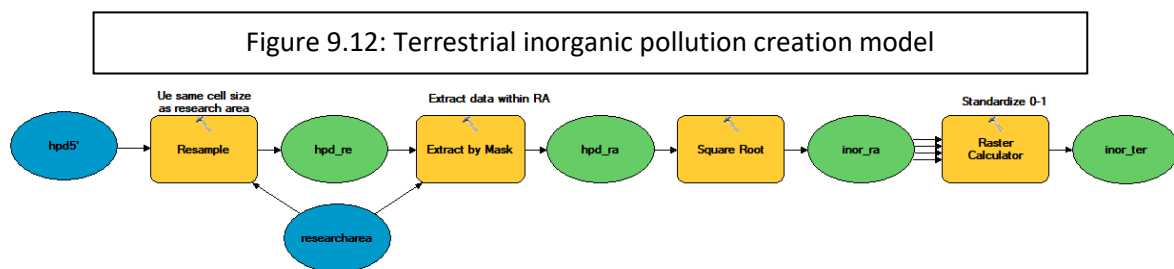 Figure 9.12: Terrestrial inorganic pollution creation model
Ue same cell size
as research area
Extract data within RA
Standardize 0-1
hpd5'
Resample
hpd_re
Extract by Mask
hpd_ra
Square Root
inor_ra
Raster
Calculator
inor_ter
researcharea